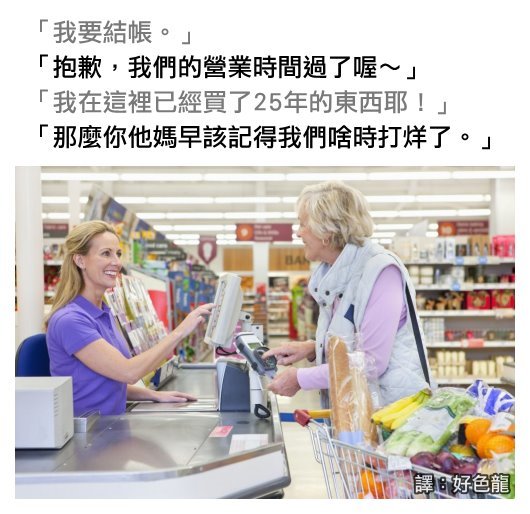 「我要結帳。」
「抱歉，我們的營業時間過了喔～」
「我在這裡已經買了25年的東西耶！」
「那麼你他媽早該記得我們啥時打烊了。」
譯：好色龍